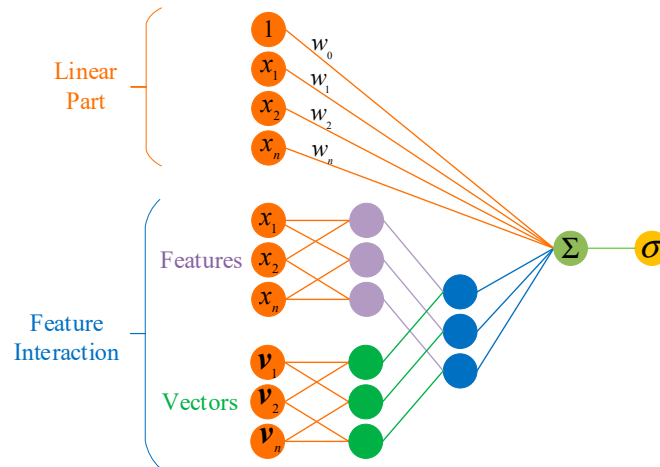 Linear
Part
1
x₁
x₂
xₙ
w₀
w₁
w₂
wₙ
Feature
Interaction
Features
x₁
x₂
xₙ
Vectors
v₁
v₂
vₙ
Σ
σ